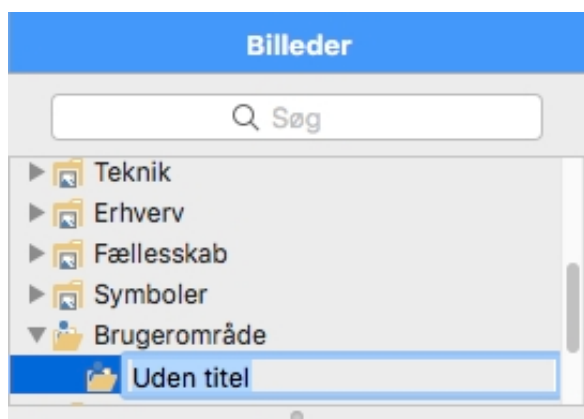 Billeder
Søg
Teknik
Erhverv
Fællesskab
Symboler
Brugerområde
Uden titel